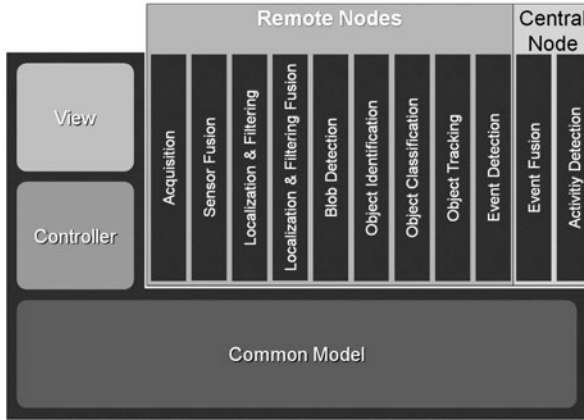 Remote Nodes
Central
Node
View
Controller
Acquisition
Sensor Fusion
Localization & Filtering
Localization & Filtering Fusion
Blob Detection
Object Identification
Object Classification
Object Tracking
Event Detection
Event Fusion
Activitiy Detection
Common Model